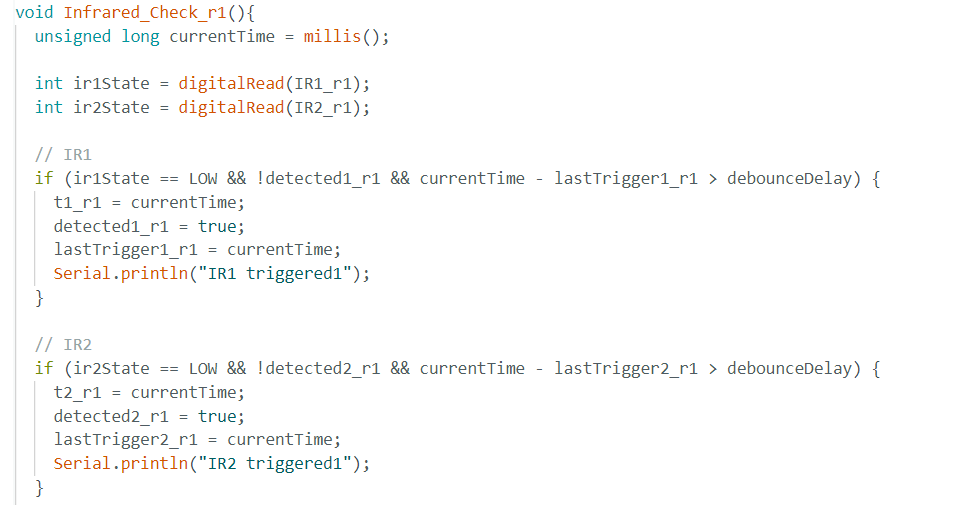 void Infrared_Check_r1(){
  unsigned long currentTime = millis();

  int ir1State = digitalRead(IR1_r1);
  int ir2State = digitalRead(IR2_r1);

  // IR1
  if (ir1State == LOW && !detected1_r1 && currentTime - lastTrigger1_r1 > debounceDelay) {
    t1_r1 = currentTime;
    detected1_r1 = true;
    lastTrigger1_r1 = currentTime;
    Serial.println("IR1 triggered1");
  }

  // IR2
  if (ir2State == LOW && !detected2_r1 && currentTime - lastTrigger2_r1 > debounceDelay) {
    t2_r1 = currentTime;
    detected2_r1 = true;
    lastTrigger2_r1 = currentTime;
    Serial.println("IR2 triggered1");
  }